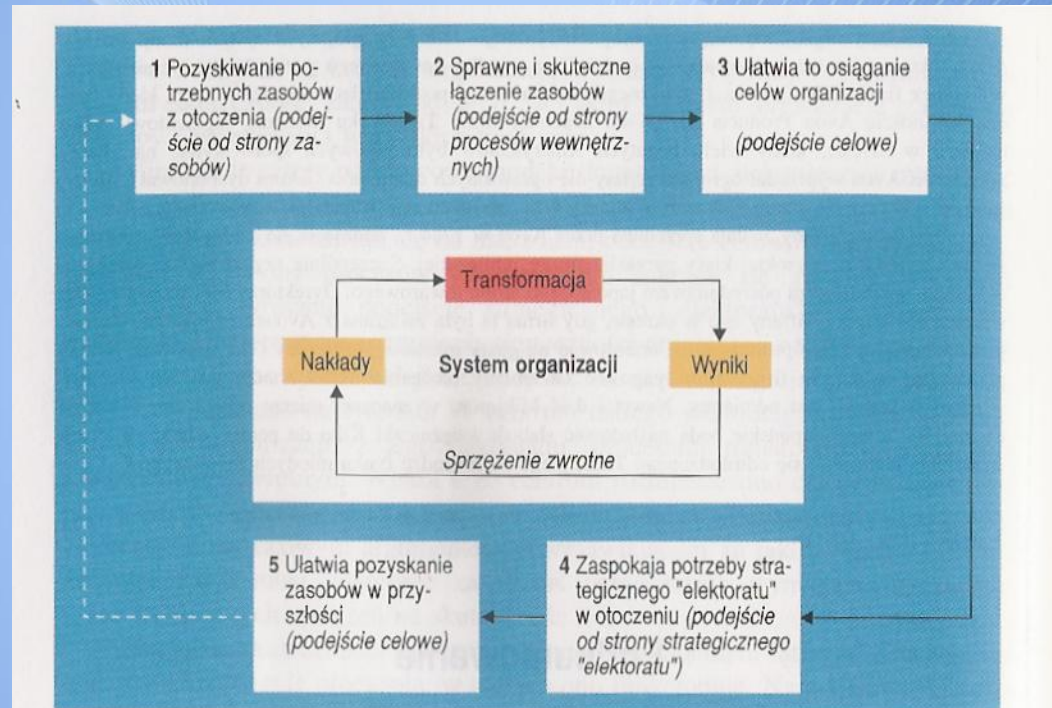 1 Pozyskiwanie po-
trzebnych zasobów
z otoczenia (podej-
ście od strony za-
sobów)
2 Sprawne i skuteczne
łączenie zasobów
(podejście od strony
procesów wewnętrz-
nych)
3 Ułatwia to osiąganie
celów organizacji
(podejście celowe)
Transformacja
Nakłady
System organizacji
Wyniki
Sprzężenie zwrotne
5 Ułatwia pozyskanie
zasobów w przy-
szłości
(podejście celowe)
4 Zaspokaja potrzeby stra-
tegicznego "elektoratu"
w otoczeniu (podejście
od strony strategicznego
"elektoratu")